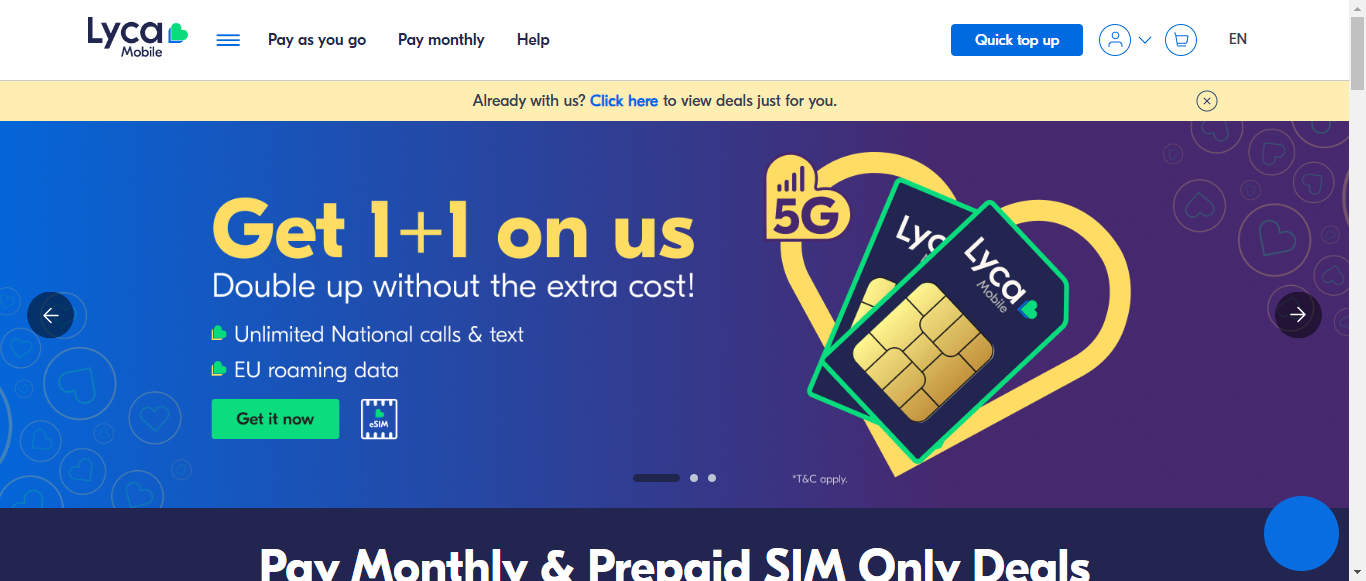 Lyca
Mobile
Pay as you go
Pay monthly
Help
Quick top up
EN
Already with us? Click here to view deals just for you.
Get 1+1 on us
Double up without the extra cost!
Unlimited National calls & text
EU roaming data
Get it now
eSIM
5G
Lyc
Lyca
Mobile
*T&C apply.
Pay Monthly & Prepaid SIM Only Deals